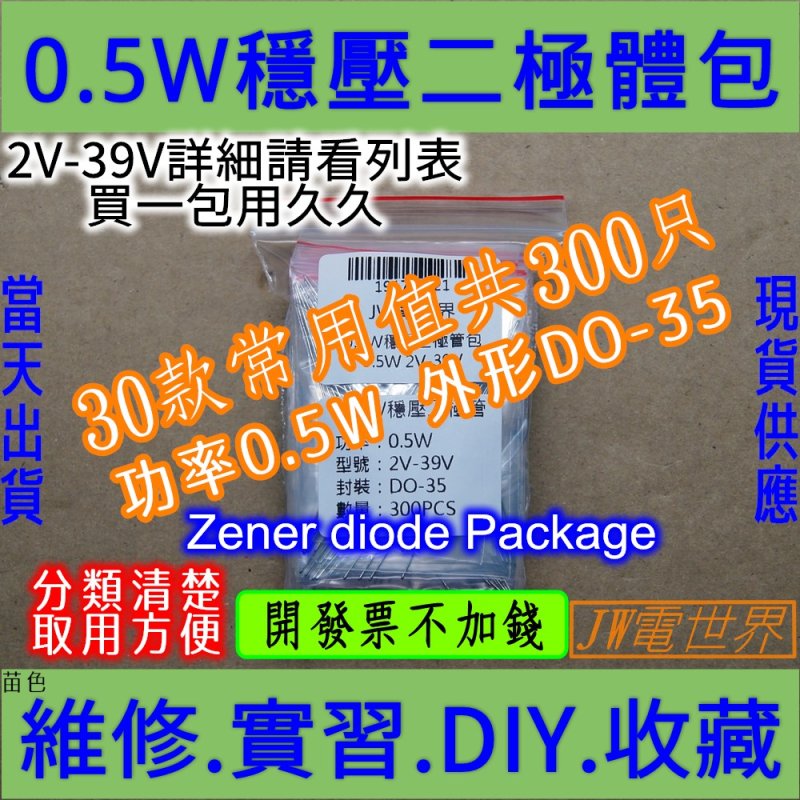 0.5W穩壓二極體包
2V-39V詳細請看列表
買一包用久久
當天出貨
現貨供應
30款常用值共300只
功率0.5W 外形DO-35
功率：0.5W
型號：2V-39V
封裝：DO-35
數量：300PCS
Zener diode Package
分類清楚
取用方便
開發票不加錢
JW電世界
苗色
維修.實習.DIY.收藏